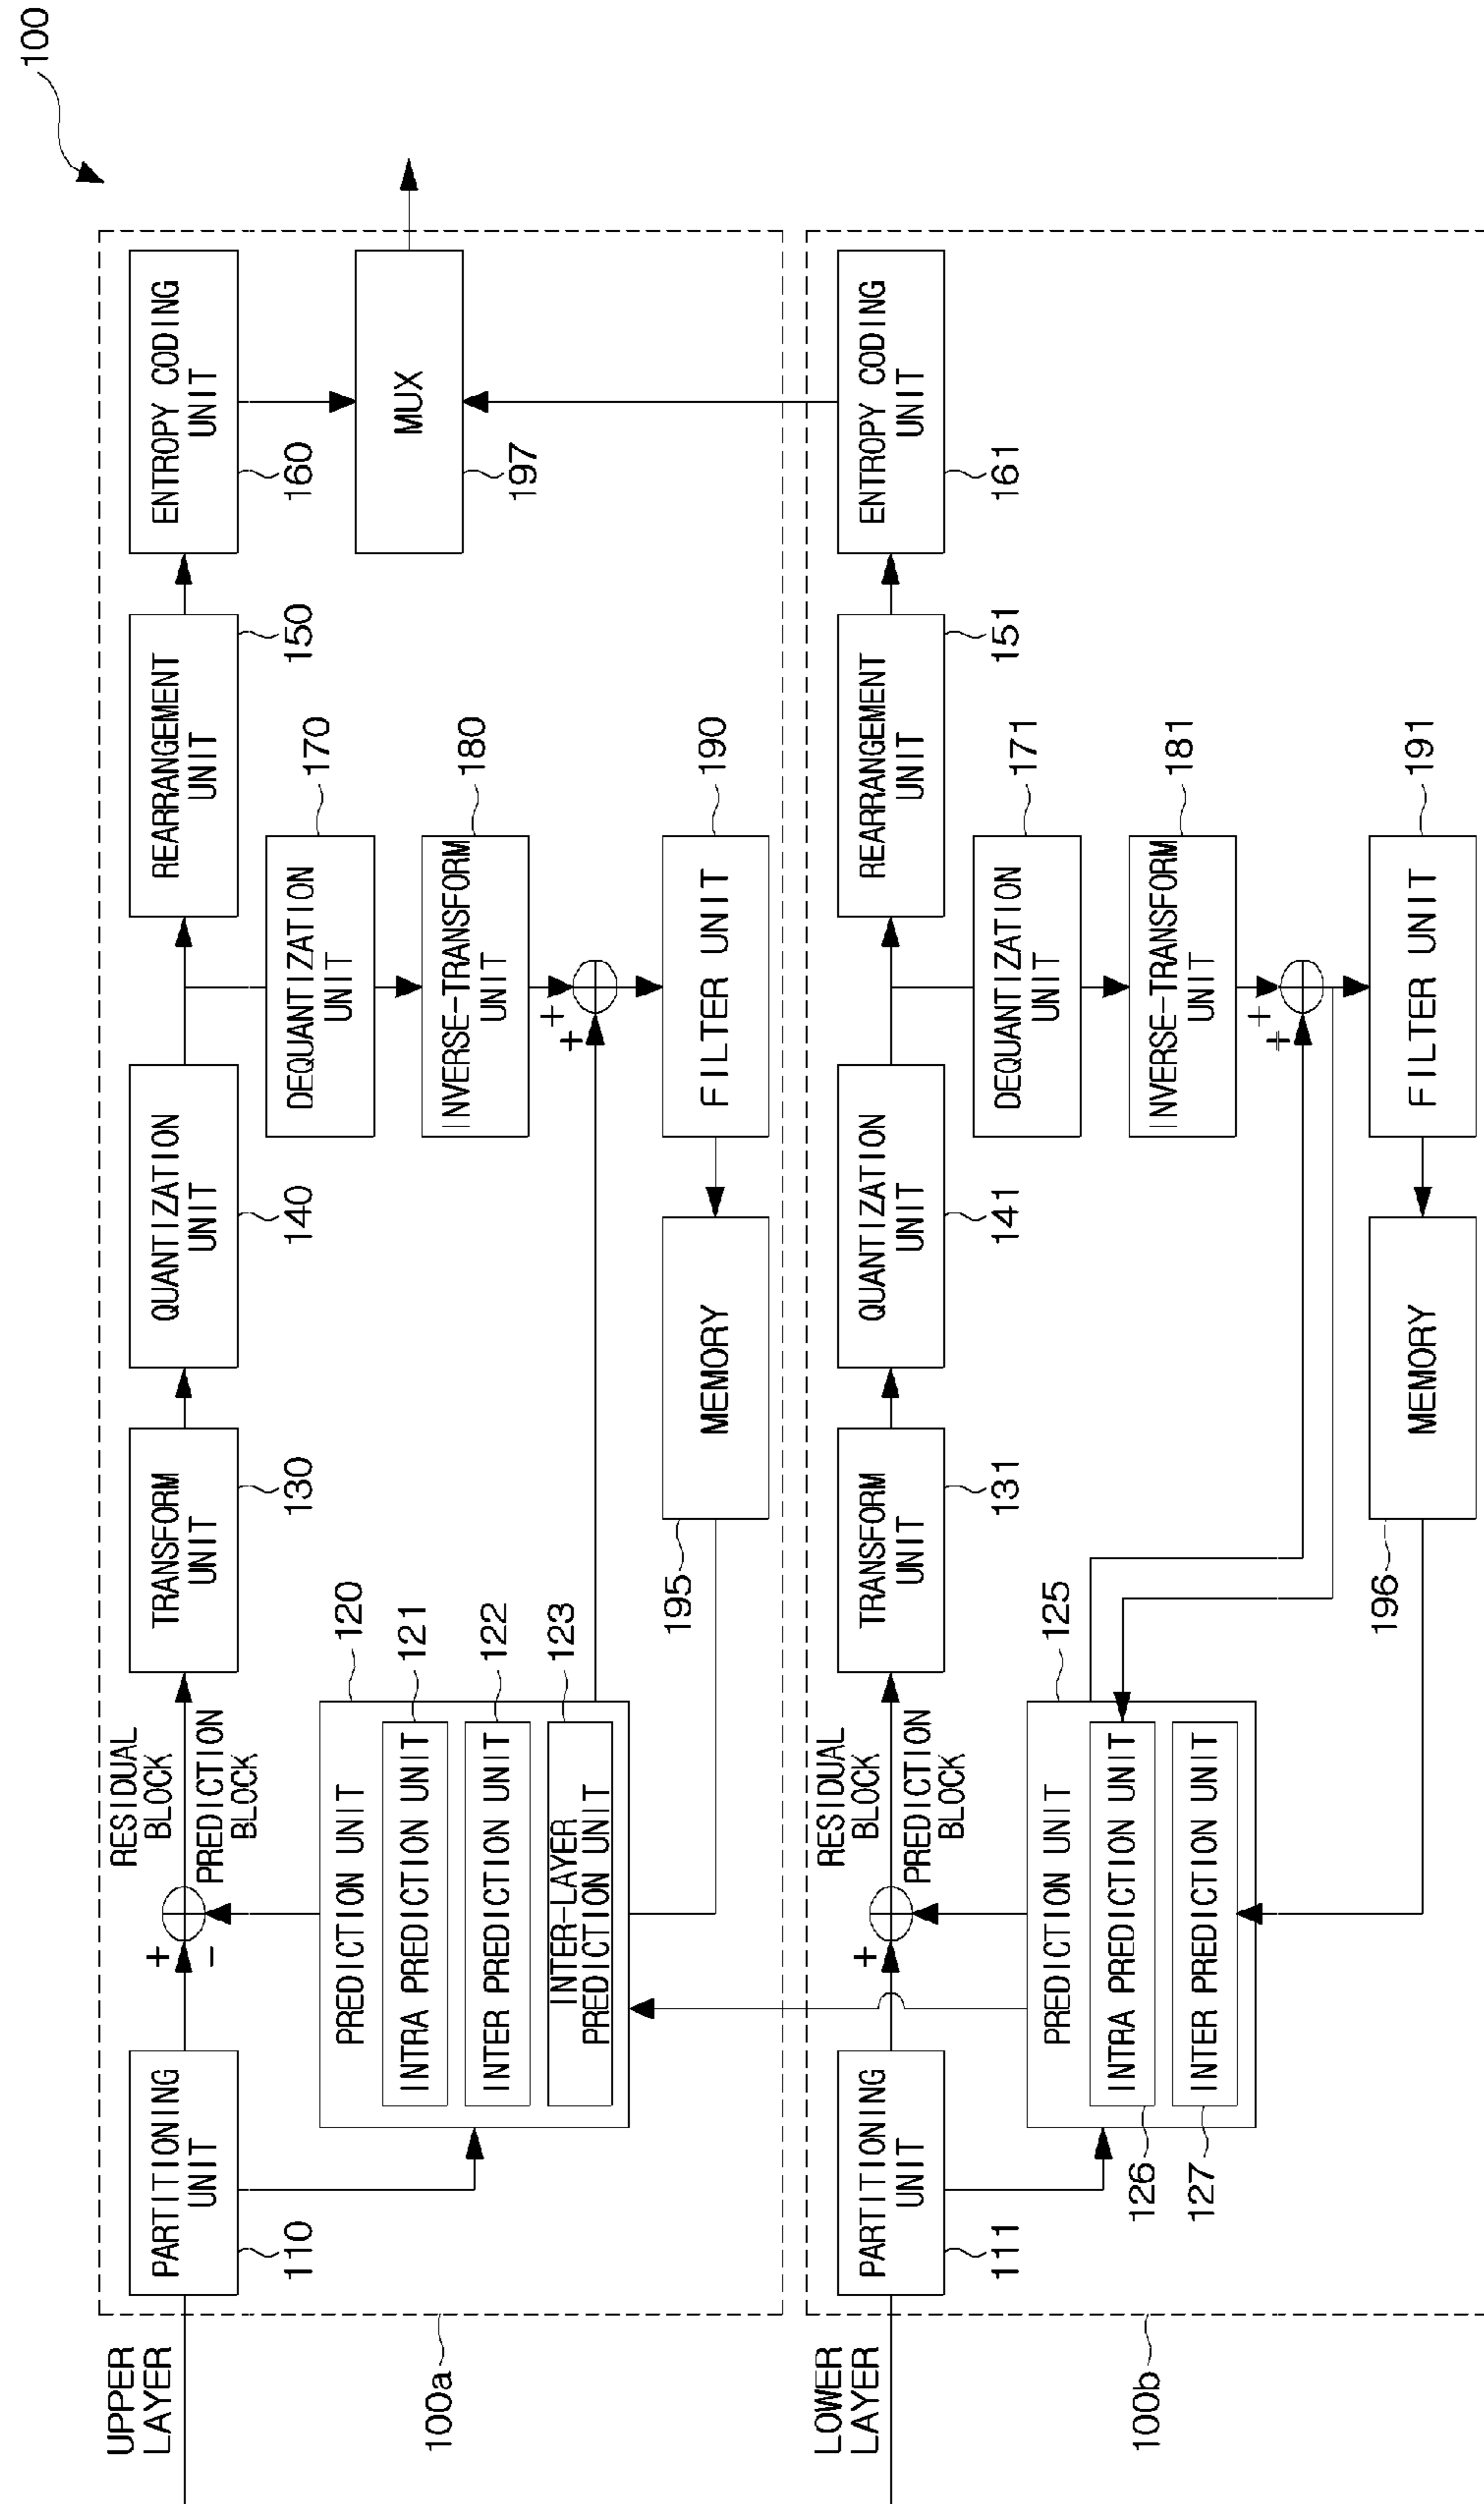 100
UPPER
LAYER
100a
PARTITIONING
UNIT
110
+
−
RESIDUAL
BLOCK
PREDICTION
BLOCK
PREDICTION UNIT
120
INTRA PREDICTION UNIT
121
INTER PREDICTION UNIT
122
INTER-LAYER
PREDICTION UNIT
123
TRANSFORM
UNIT
130
QUANTIZATION
UNIT
140
REARRANGEMENT
UNIT
150
ENTROPY CODING
UNIT
160
MUX
197
DEQUANTIZATION
UNIT
170
INVERSE-TRANSFORM
UNIT
180
+
+
FILTER UNIT
190
MEMORY
195
LOWER
LAYER
100b
PARTITIONING
UNIT
111
+
RESIDUAL
BLOCK
PREDICTION
BLOCK
PREDICTION UNIT
125
INTRA PREDICTION UNIT
126
INTER PREDICTION UNIT
127
TRANSFORM
UNIT
131
QUANTIZATION
UNIT
141
REARRANGEMENT
UNIT
151
ENTROPY CODING
UNIT
161
DEQUANTIZATION
UNIT
171
INVERSE-TRANSFORM
UNIT
181
+
+
FILTER UNIT
191
MEMORY
196